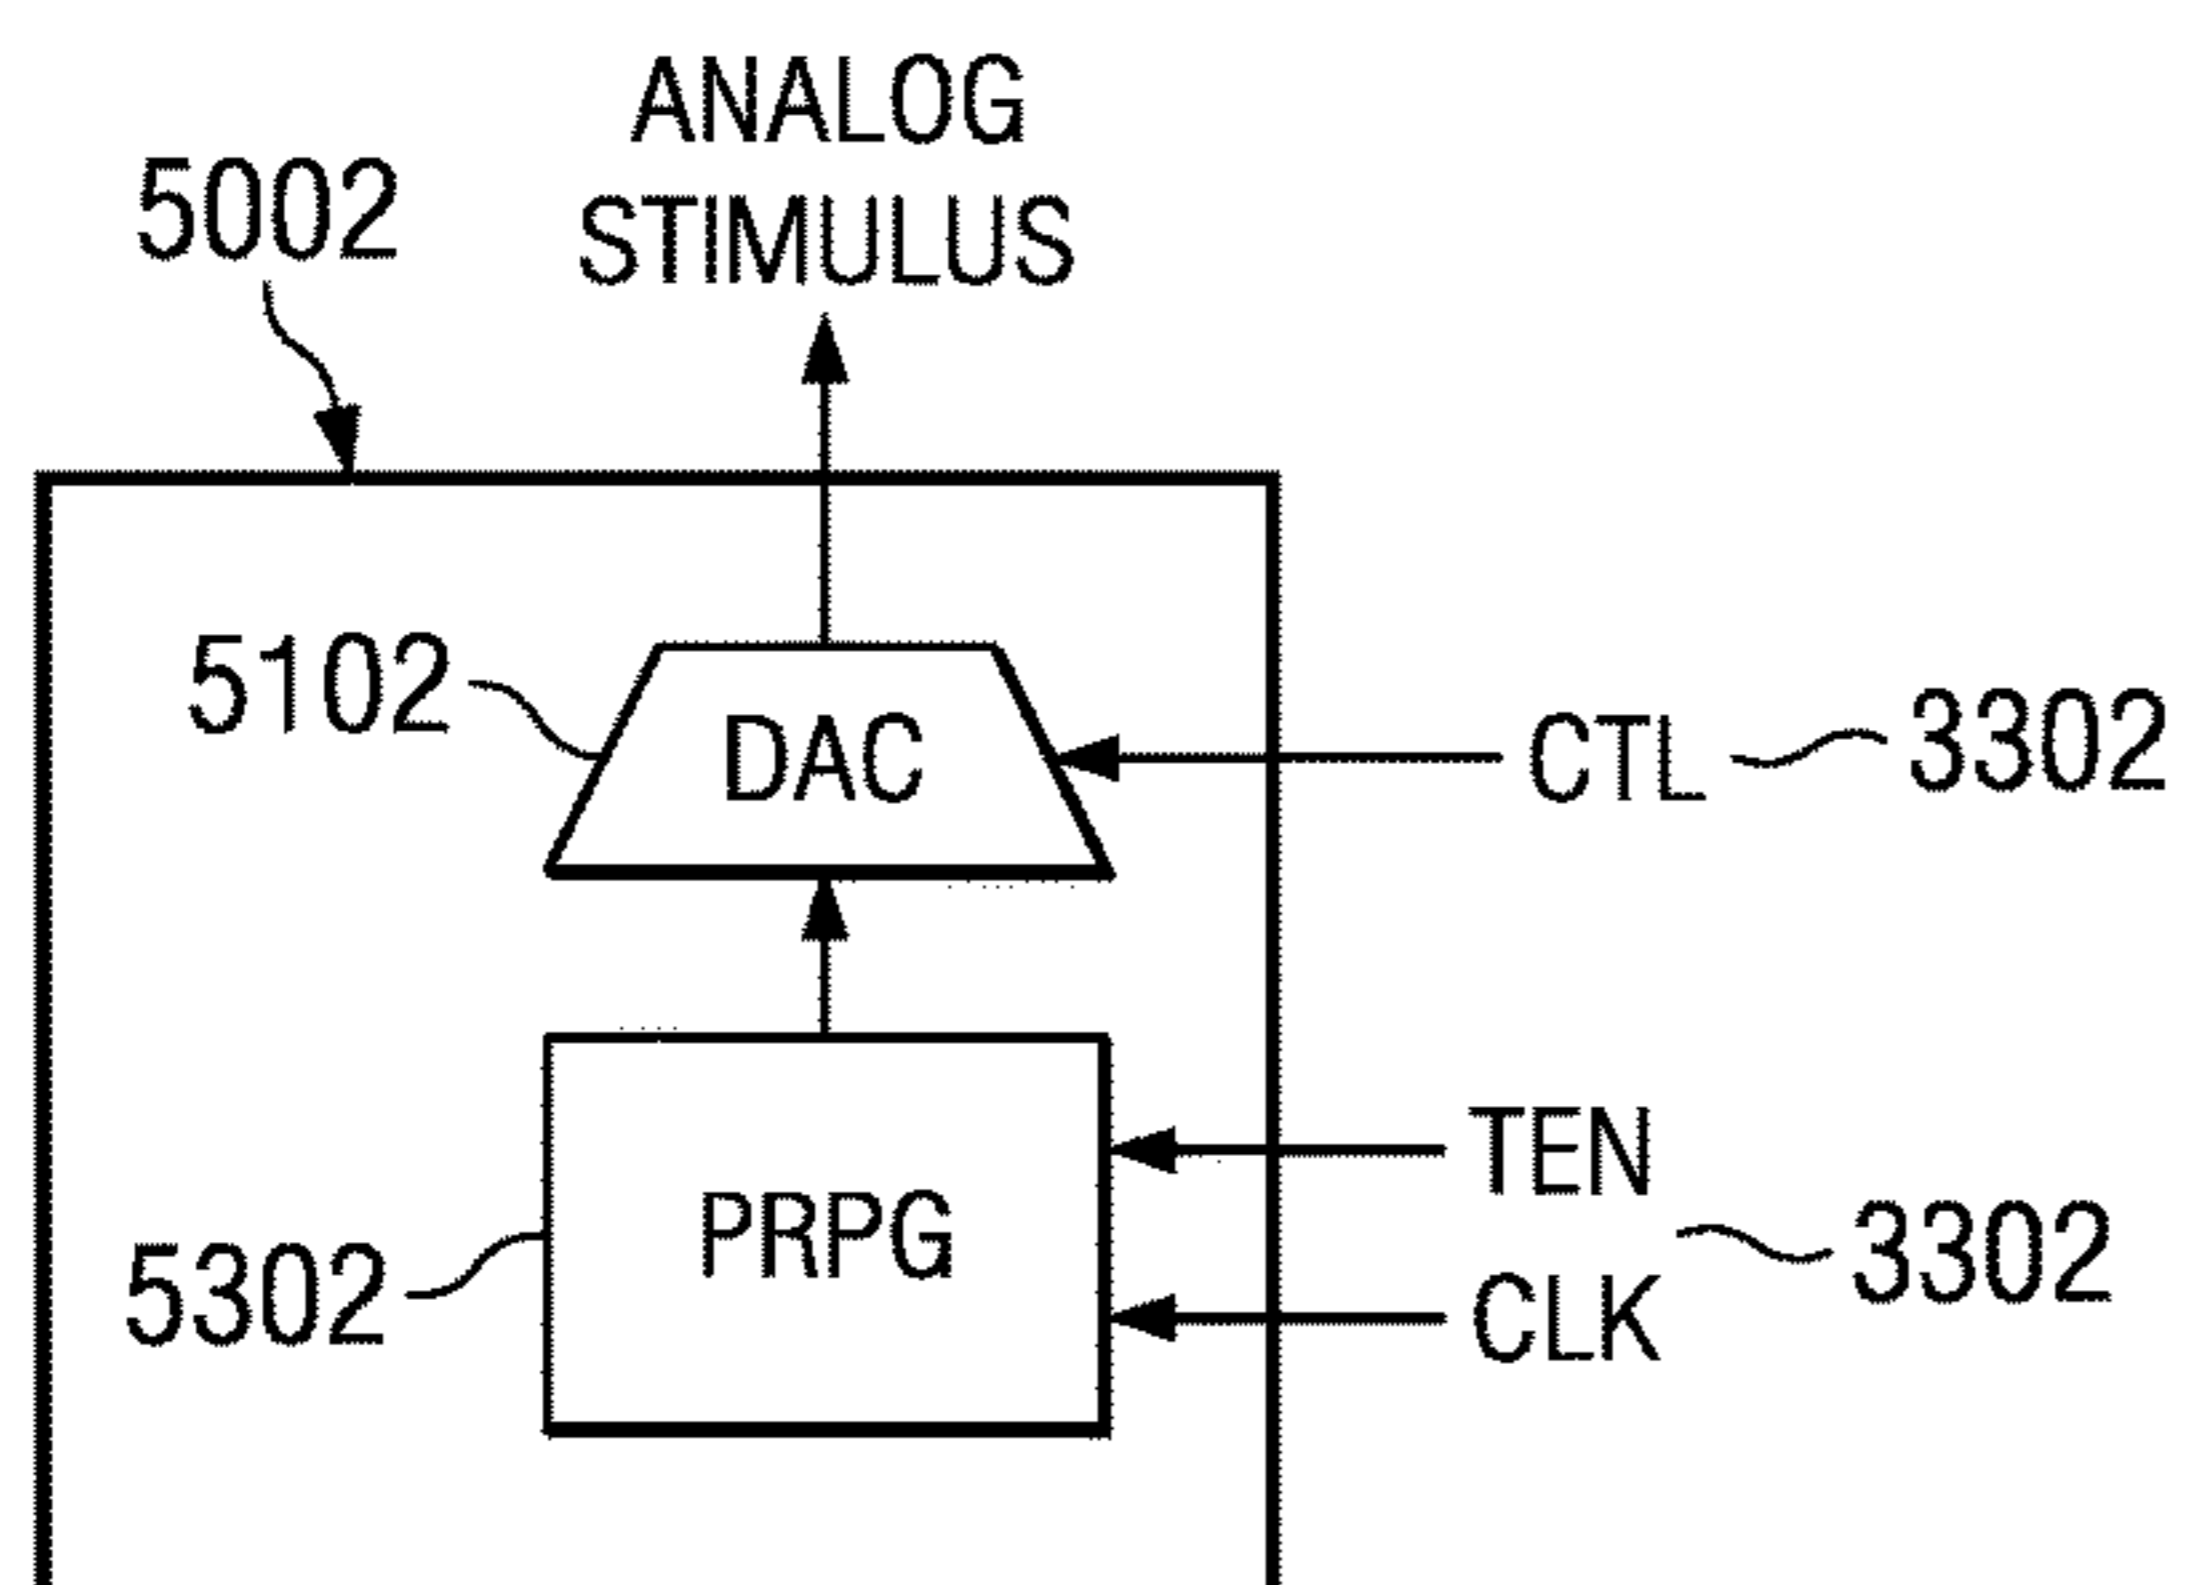 ANALOG
STIMULUS
5002
5102
DAC
CTL
3302
PRPG
TEN
CLK
3302
5302